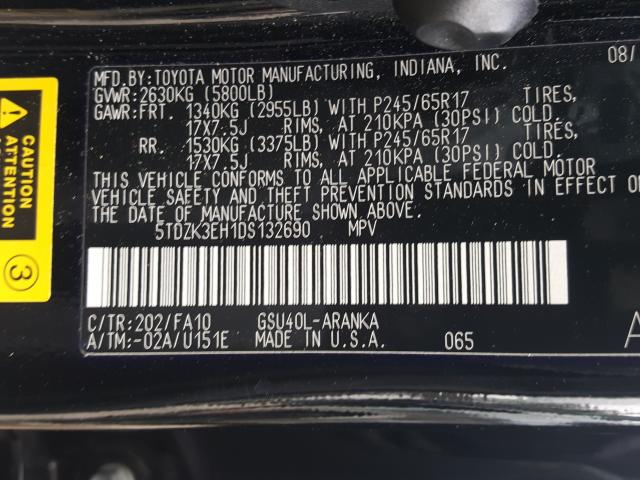 MFD.BY:TOYOTA MOTOR MANUFACTURING, INDIANA, INC. 08/
GVWR:2630KG (5800LB)
GAWR:FRT. 1340KG (2955LB) WITH P245/65R17 TIRES,
17X7.5J RIMS, AT 210KPA (30PSI) COLD.
RR. 1530KG (3375LB) WITH P245/65R17 TIRES,
17X7.5J RIMS, AT 210KPA (30PSI) COLD.
THIS VEHICLE CONFORMS TO ALL APPLICABLE FEDERAL MOTOR
VEHICLE SAFETY AND THEFT PREVENTION STANDARDS IN EFFECT
THE DATE OF MANUFACTURE SHOWN ABOVE.
5TDZK3EH1DS132690 MPV
C/TR:202/FA10 GSU40L-ARANKA
A/TM:-02A/U151E MADE IN U.S.A. 065
CAUTION
ATTENTION
3